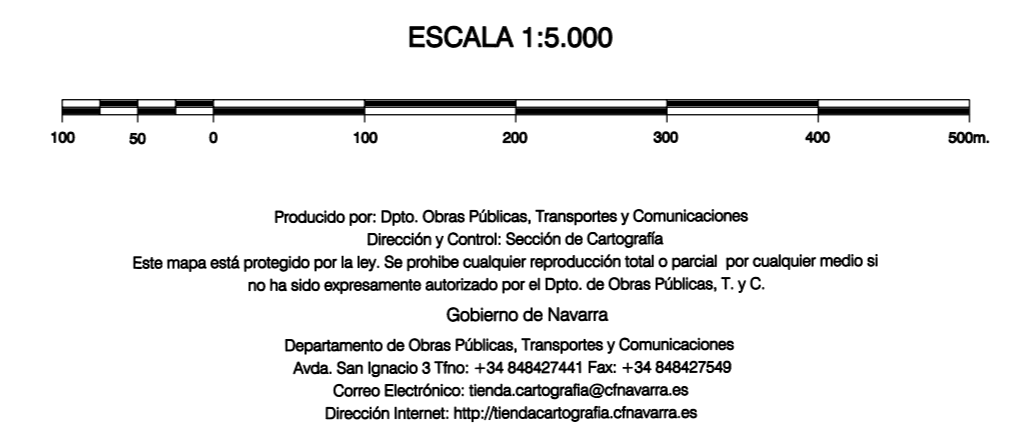 ESCALA 1:5.000
100 50 0 100 200 300 400 500m.
Producido por: Dpto. Obras Públicas, Transportes y Comunicaciones
Dirección y Control: Sección de Cartografía
Este mapa está protegido por la ley. Se prohibe cualquier reproducción total o parcial por cualquier medio si
no ha sido expresamente autorizado por el Dpto. de Obras Públicas, T. y C.
Gobierno de Navarra
Departamento de Obras Públicas, Transportes y Comunicaciones
Avda. San Ignacio 3 Tfno: +34 848427441 Fax: +34 848427549
Correo Electrónico: tienda.cartografia@cfnavarra.es
Dirección Internet: http://tiendacartografia.cfnavarra.es